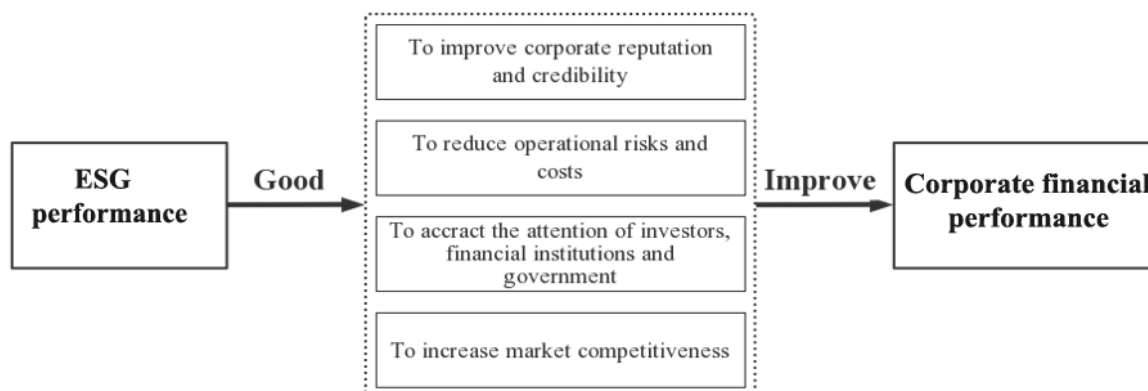 ESG
performance
Good
To improve corporate reputation
and credibility
To reduce operational risks and
costs
To accract the attention of investors,
financial institutions and
government
To increase market competitiveness
Improve
Corporate financial
performance